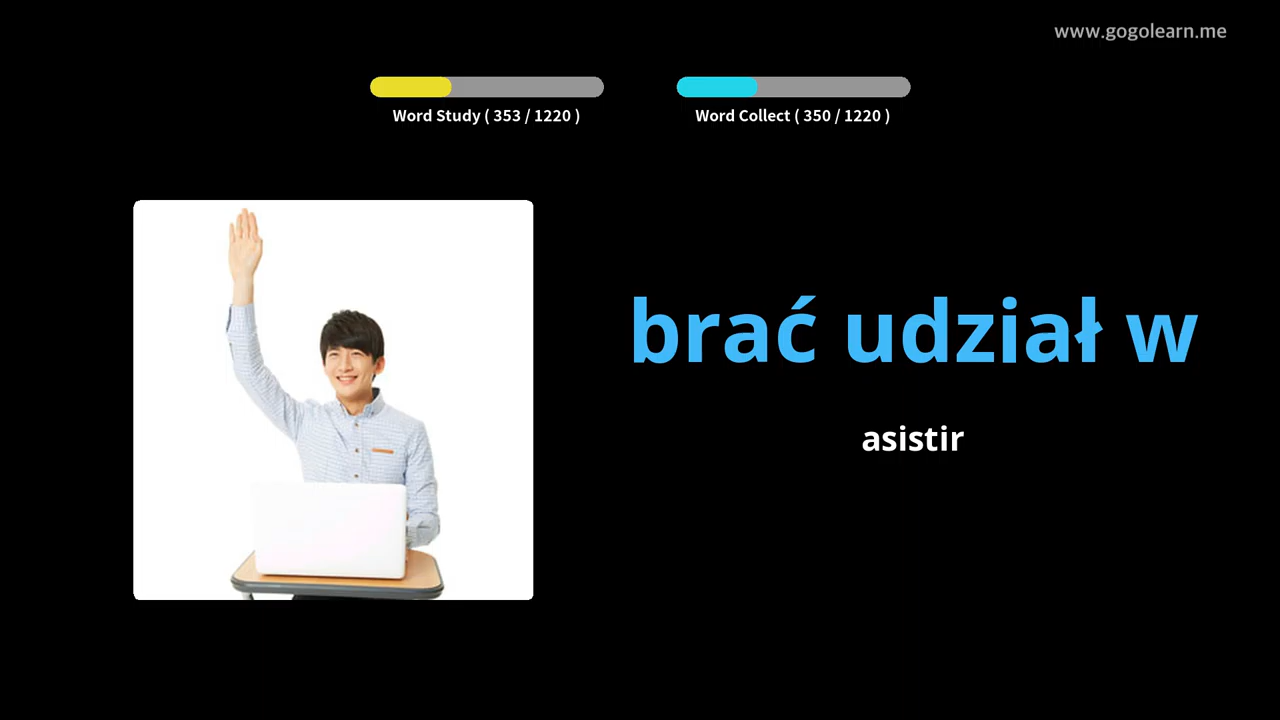 www.gogolearn.me
Word Study ( 353 / 1220 )
Word Collect ( 350 / 1220 )
brać udział w
asistir